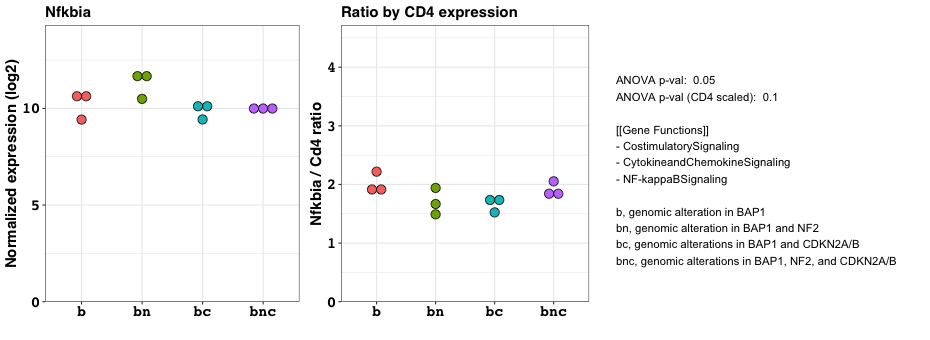 Nfkbia
Normalized expression (log2)
10
5
0
b bn bc bnc
Ratio by CD4 expression
Nfkbia / Cd4 ratio
4
3
2
1
0
b bn bc bnc
ANOVA p-val: 0.05
ANOVA p-val (CD4 scaled): 0.1
[[Gene Functions]]
- CostimulatorySignaling
- CytokineandChemokineSignaling
- NF-kappaBSignaling
b, genomic alteration in BAP1
bn, genomic alteration in BAP1 and NF2
bc, genomic alterations in BAP1 and CDKN2A/B
bnc, genomic alterations in BAP1, NF2, and CDKN2A/B